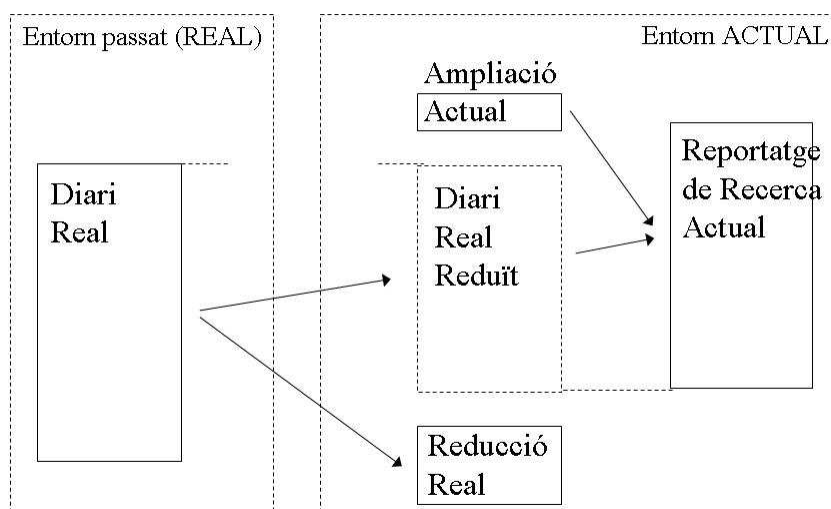 Entorn passat (REAL)
Entorn ACTUAL
Ampliació
Actual
Diari
Real
Diari
Real
Reduït
Reportatge
de Recerca
Actual
Reducció
Real